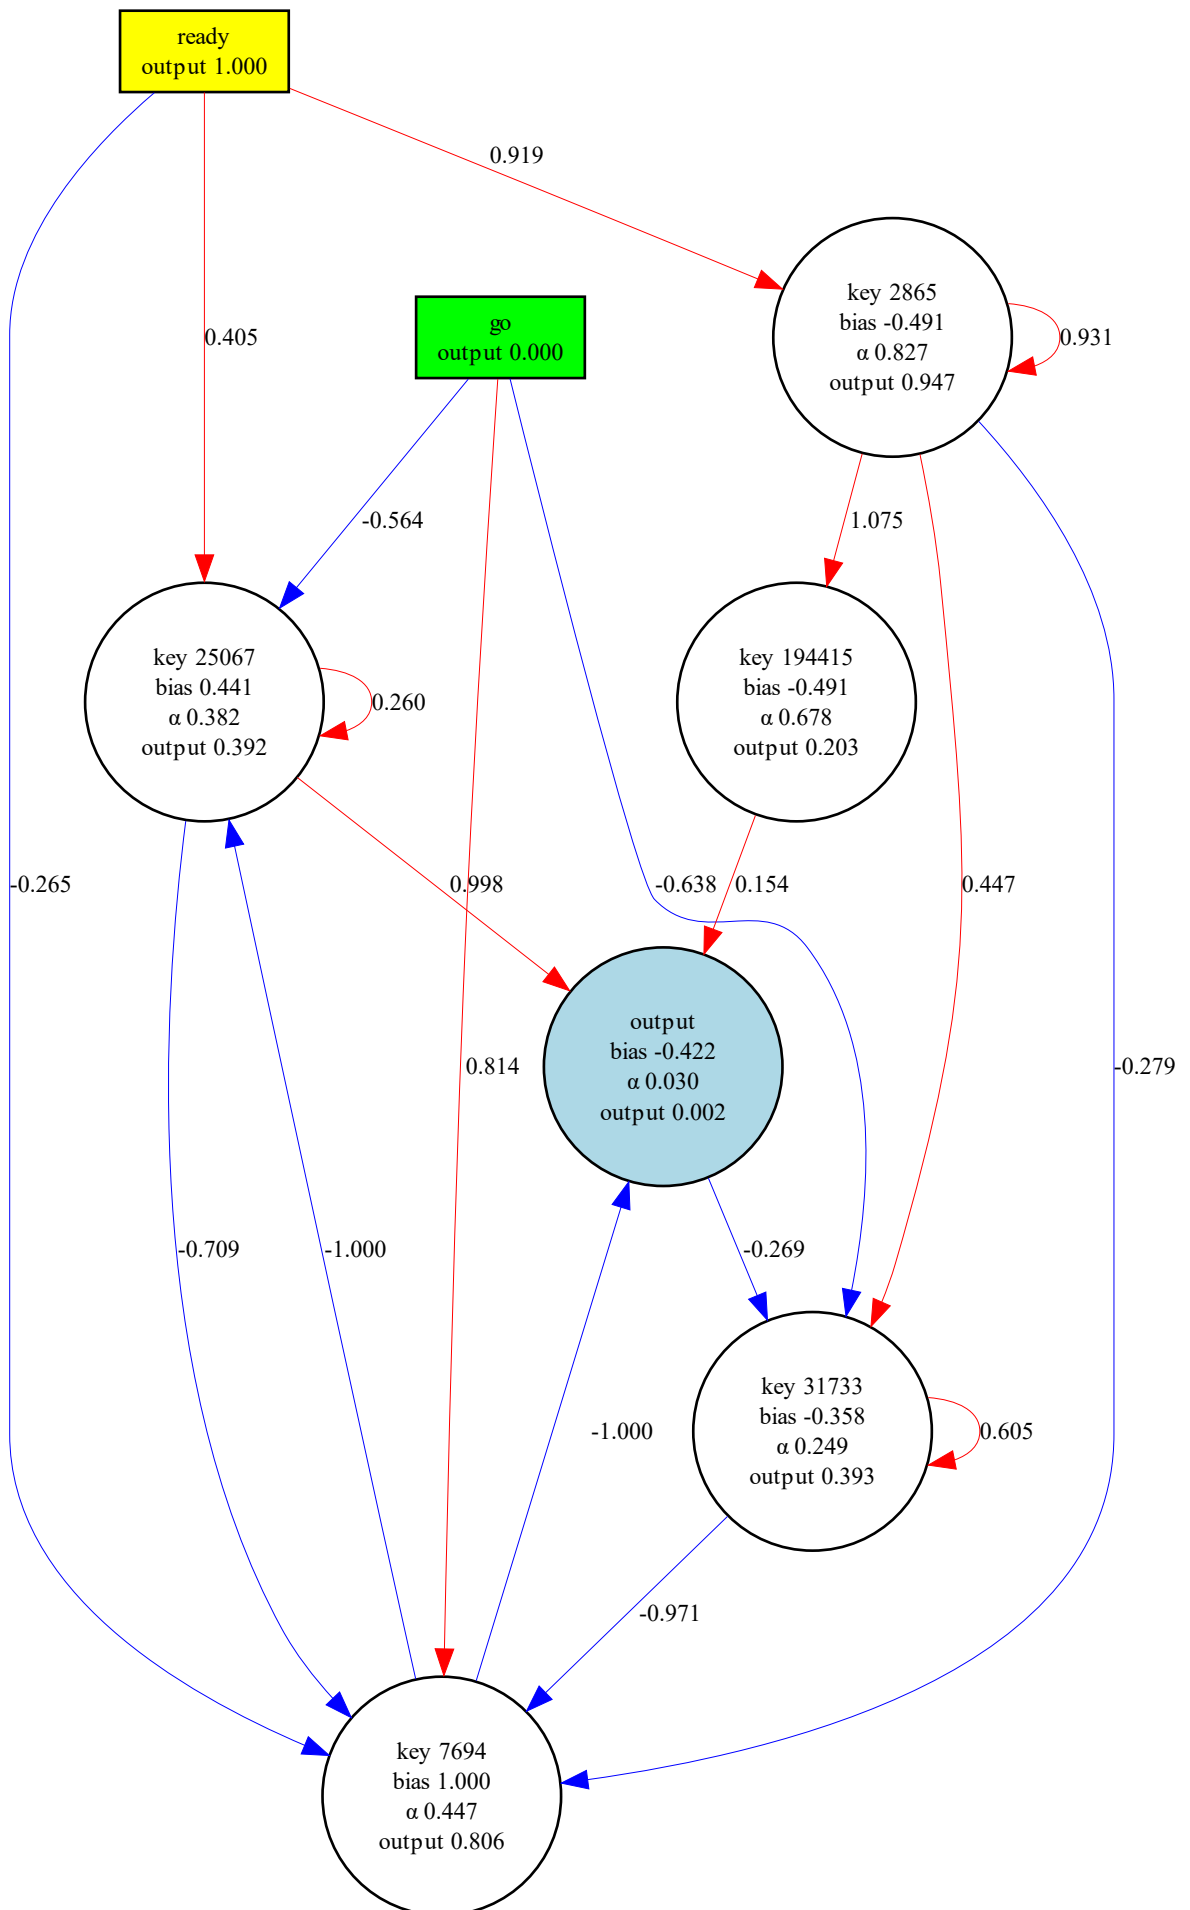 ready
output 1.000
0.919
key 2865
bias -0.491
α 0.827
output 0.947
0.931
go
output 0.000
0.405
-0.564
1.075
key 25067
bias 0.441
α 0.382
output 0.392
0.260
key 194415
bias -0.491
α 0.678
output 0.203
-0.265
0.998
-0.638
0.154
0.447
output
bias -0.422
α 0.030
output 0.002
0.814
-0.279
-0.709
-1.000
-0.269
key 31733
bias -0.358
α 0.249
output 0.393
0.605
-1.000
-0.971
key 7694
bias 1.000
α 0.447
output 0.806